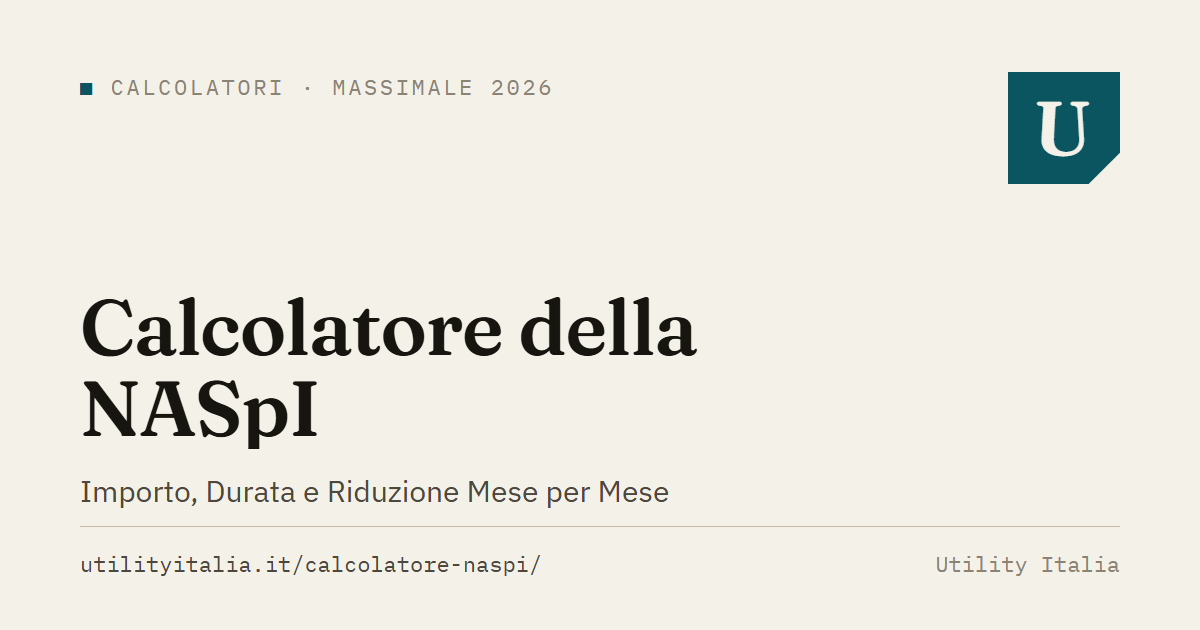 CALCOLATORI · MASSIMALE 2026
U
Calcolatore della
NASpI
Importo, Durata e Riduzione Mese per Mese
utilityitalia.it/calcolatore-naspi/
Utility Italia